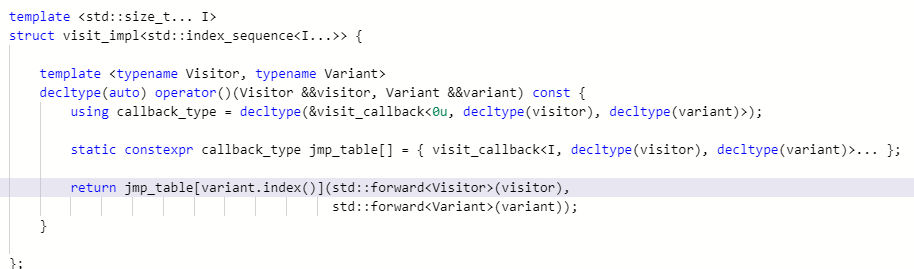 template <std::size_t... I>
struct visit_impl<std::index_sequence<I...>> {
template <typename Visitor, typename Variant>
decltype(auto) operator()(Visitor &&visitor, Variant &&variant) const {
using callback_type = decltype(&visit_callback<0u, decltype(visitor), decltype(variant)>);
static constexpr callback_type jmp_table[] = { visit_callback<I, decltype(visitor), decltype(variant)>... };
return jmp_table[variant.index()](std::forward<Visitor>(visitor),
std::forward<Variant>(variant));
}
};